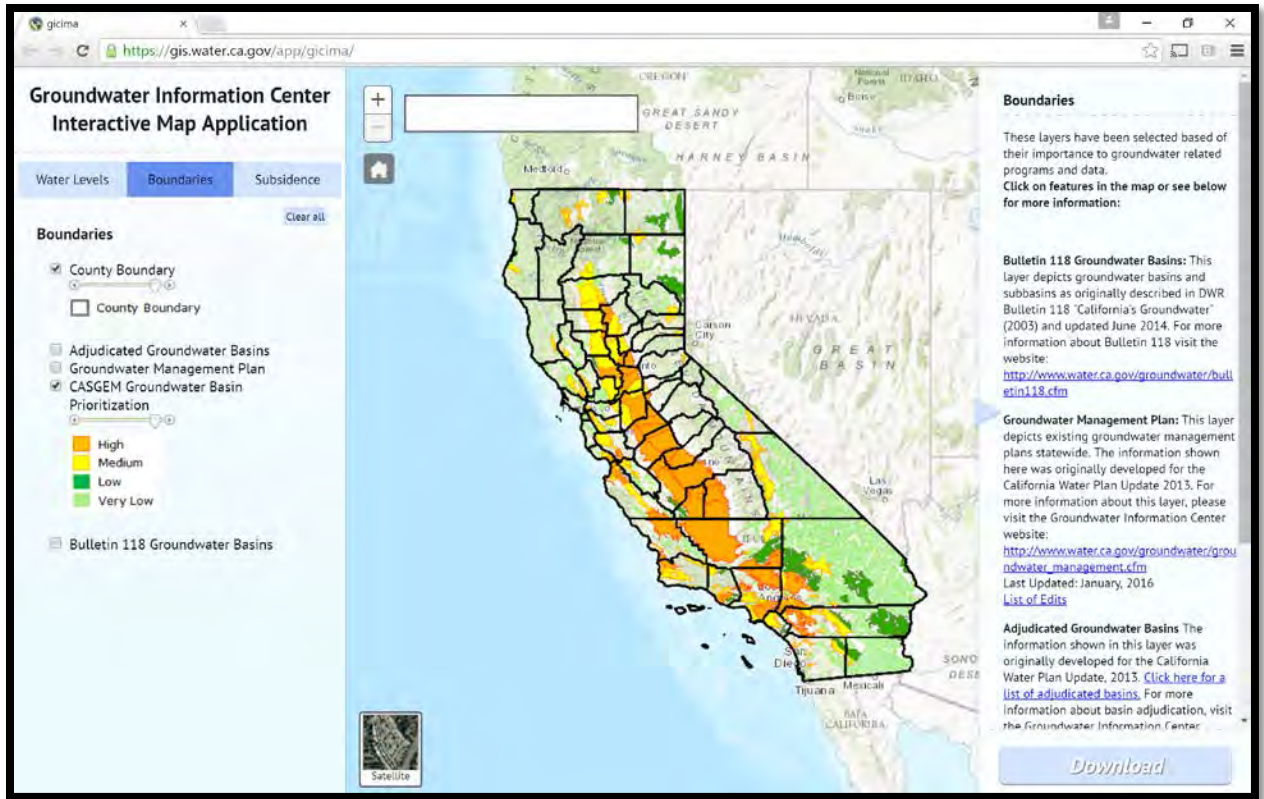 gicima
https://gis.water.ca.gov/app/gicima/
Groundwater Information Center
Interactive Map Application
Water Levels
Boundaries
Subsidence
Clear all
Boundaries
County Boundary
County Boundary
Adjudicated Groundwater Basins
Groundwater Management Plan
CASGEM Groundwater Basin
Prioritization
High
Medium
Low
Very Low
Bulletin 118 Groundwater Basins
OREGON
IDAHO
Boise
GREAT SANDY
DESERT
HARNEY BASIN
Medford
Humboldt
Carson
City
NEVADA
GREAT
BASIN
Las
Vegas
San
Diego
Tijuana
Mexicali
BAJA
CALIFORNIA
SONO
DESE
Satellite
Boundaries
These layers have been selected based of
their importance to groundwater related
programs and data.
Click on features in the map or see below
for more information:
Bulletin 118 Groundwater Basins: This
layer depicts groundwater basins and
subbasins as originally described in DWR
Bulletin 118 "California's Groundwater"
(2003) and updated June 2014. For more
information about Bulletin 118 visit the
website:
http://www.water.ca.gov/groundwater/bull
etin118.cfm
Groundwater Management Plan: This layer
depicts existing groundwater management
plans statewide. The information shown
here was originally developed for the
California Water Plan Update 2013. For
more information about this layer, please
visit the Groundwater Information Center
website:
http://www.water.ca.gov/groundwater/grou
ndwater_management.cfm
Last Updated: January, 2016
List of Edits
Adjudicated Groundwater Basins The
information shown in this layer was
originally developed for the California
Water Plan Update, 2013. Click here for a
list of adjudicated basins. For more
information about basin adjudication, visit
the Groundwater Information Center
Download